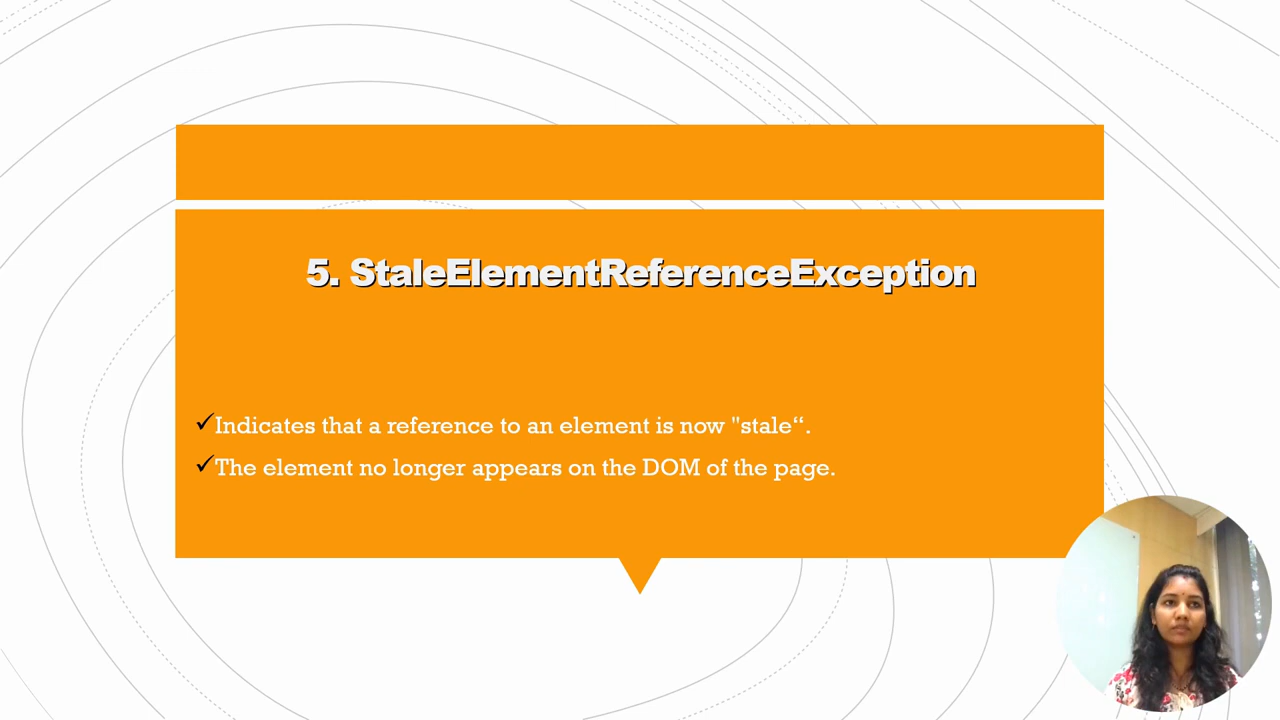 5. StaleElementReferenceException
✓Indicates that a reference to an element is now "stale“.
✓The element no longer appears on the DOM of the page.